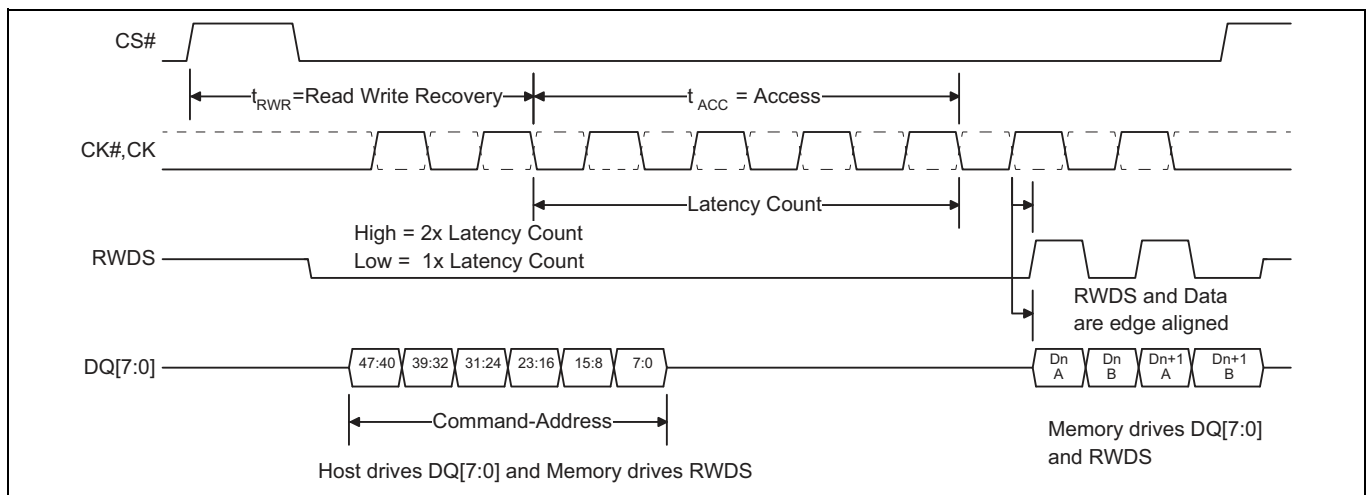 CS#
tRWR=Read Write Recovery
tACC = Access
CK#,CK
Latency Count
High = 2x Latency Count
Low = 1x Latency Count
RWDS
RWDS and Data
are edge aligned
DQ[7:0]
47:40 39:32 31:24 23:16 15:8 7:0
Dn A Dn B Dn+1 A Dn+1 B
Command-Address
Memory drives DQ[7:0]
and RWDS
Host drives DQ[7:0] and Memory drives RWDS